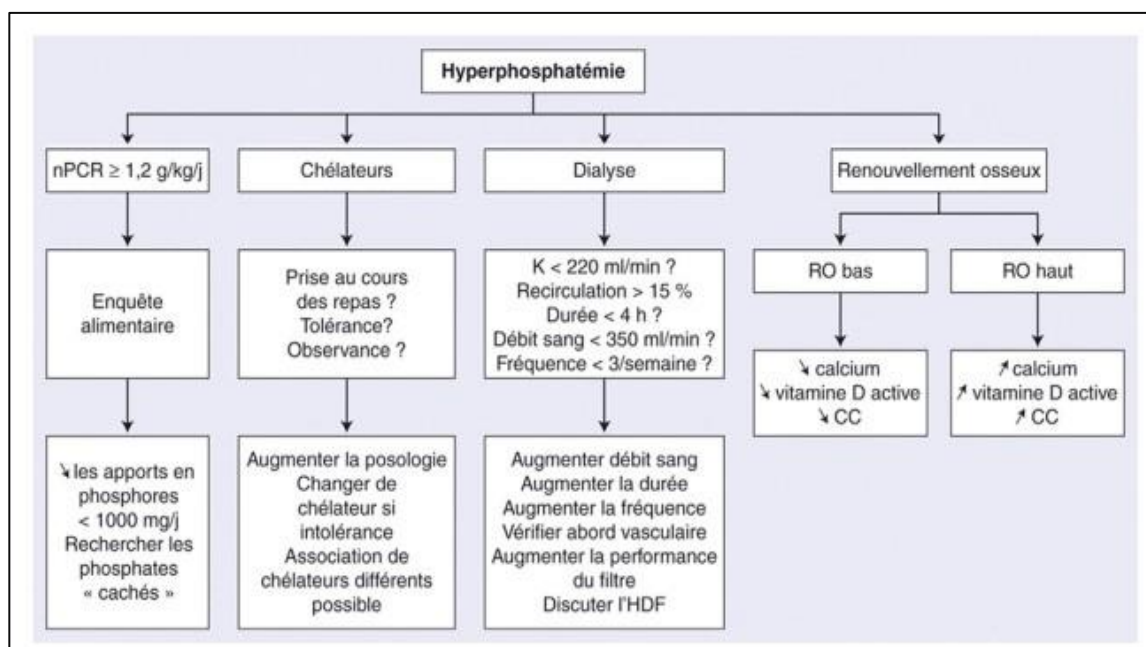 Hyperphosphatémie
nPCR ≥ 1,2 g/kg/j
Chélateurs
Dialyse
Renouvellement osseux
Enquête
alimentaire
Prise au cours
des repas ?
Tolérance?
Observance ?
K < 220 ml/min ?
Recirculation > 15 %
Durée < 4 h ?
Débit sang < 350 ml/min ?
Fréquence < 3/semaine ?
RO bas
RO haut
↘ calcium
↘ vitamine D active
↘ CC
↗ calcium
↗ vitamine D active
↗ CC
↘ les apports en
phosphores
< 1000 mg/j
Rechercher les
phosphates
« cachés »
Augmenter la posologie
Changer de
chélateur si
intolérance
Association de
chélateurs différents
possible
Augmenter débit sang
Augmenter la durée
Augmenter la fréquence
Vérifier abord vasculaire
Augmenter la performance
du filtre
Discuter l'HDF